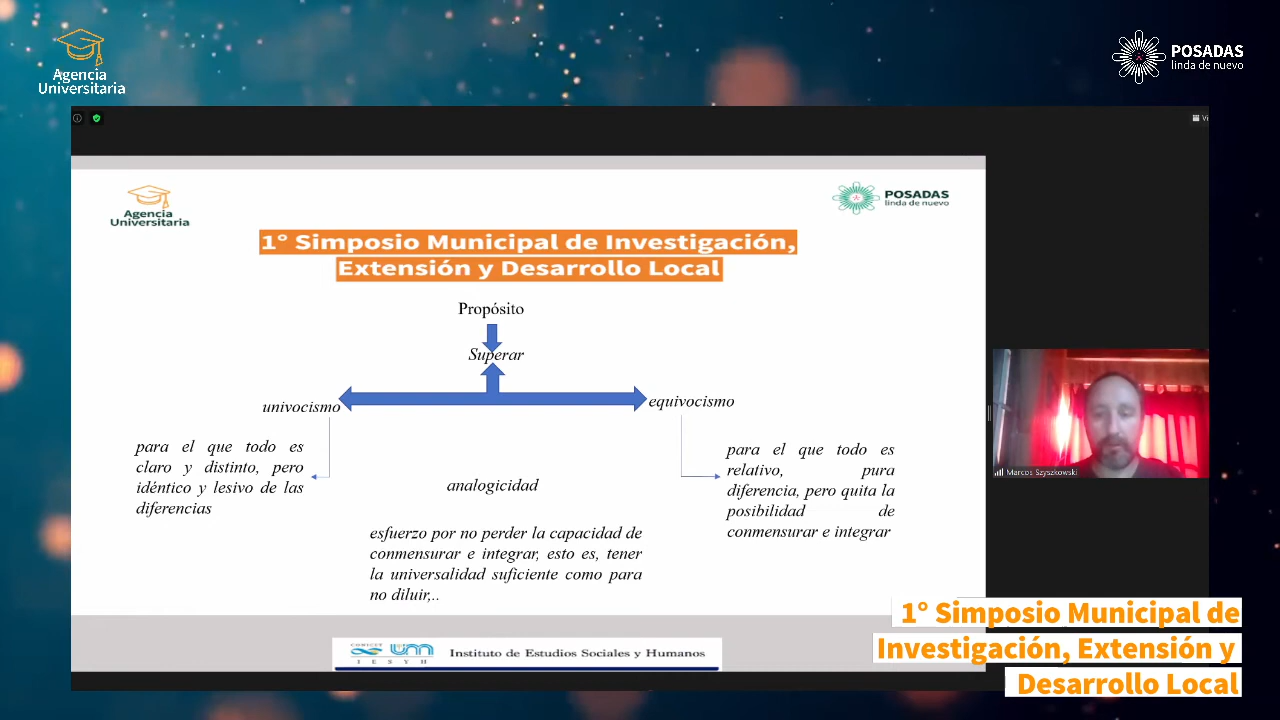 Agencia
Universitaria
POSADAS
linda de nuevo
Vi
Agencia
Universitaria
POSADAS
linda de nuevo
1° Simposio Municipal de Investigación,
Extensión y Desarrollo Local
Propósito
Superar
univocismo
equivocismo
para el que todo es
claro y distinto, pero
idéntico y lesivo de las
diferencias
para el que todo es
relativo, pura
diferencia, pero quita la
posibilidad de
conmensurar e integrar
analogicidad
esfuerzo por no perder la capacidad de
conmensurar e integrar, esto es, tener
la universalidad suficiente como para
no diluir,..
Marcos Szyszkowski
CONICET
UNM
I E S Y H
Instituto de Estudios Sociales y Humanos
1° Simposio Municipal de
Investigación, Extensión y
Desarrollo Local